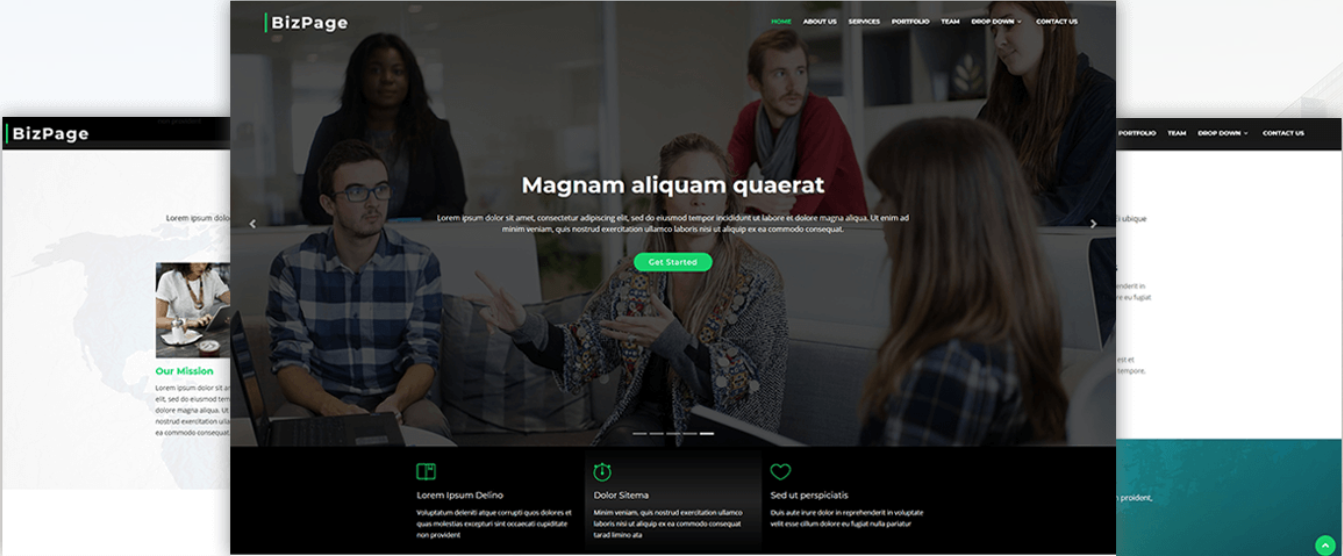 BizPage
HOME ABOUT US SERVICES PORTFOLIO TEAM DROP DOWN CONTACT US
Magnam aliquam quaerat
Lorem ipsum dolor sit amet, consectetur adipiscing elit, sed do eiusmod tempor incididunt ut labore et dolore magna aliqua. Ut enim ad
minim veniam, quis nostrud exercitation ullamco laboris nisi ut aliquip ex ea commodo consequat.
Get Started
Lorem Ipsum Delino
Voluptatum deleniti atque corrupti quos dolores et
quas molestias excepturi sint occaecati cupiditate
non provident
Dolor Sitema
Minim veniam, quis nostrud exercitation ullamco
laboris nisi ut aliquip ex ea commodo consequat
tarad limino ata
Sed ut perspiciatis
Duis aute irure dolor in reprehenderit in voluptate
velit esse cillum dolore eu fugiat nulla pariatur
BizPage
Lorem ipsum dolo
Our Mission
Lorem ipsum dolor sit
elit, sed do eiusmod tem
dolore magna aliqua. Ut
nostrud exercitation ulla
ea commodo consequat.
PORTFOLIO TEAM DROP DOWN CONTACT US
ubique
enderit in
re eu fugiat
est et
tempore,
proident,